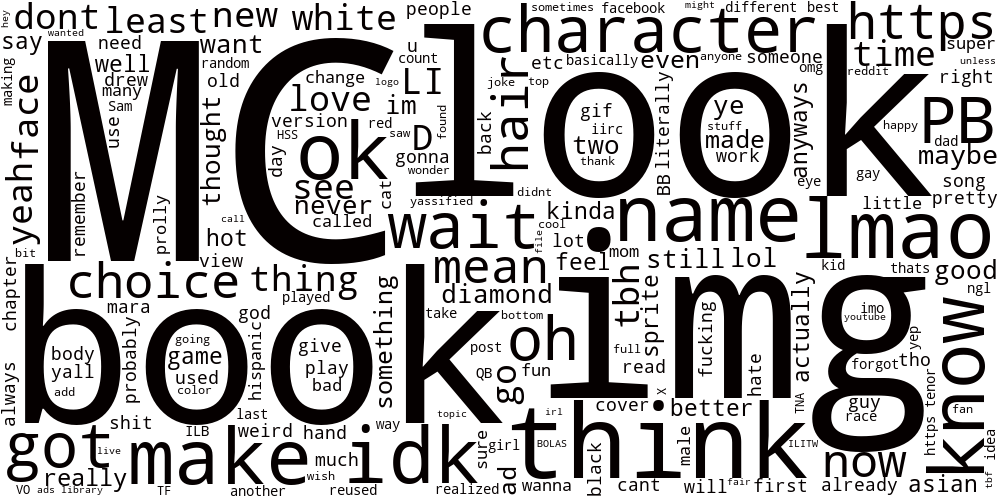 hey dont least new white people character sometimes facebook might different best https
wanted say need want u etc basically even anyone someone time super
well random count LI omg reddit unless
making drew old change logo joke top right
many love im hair gif ye PB
MC look
Sam version HSS red saw D found back iirc two literally stuff made anyways happy dad
use thought day ok gonna thank BB work maybe
yeahface see wonder eye gay song
remember prolly never cat yassified didnt pretty
call called kinda name little
hot wait cool lmao
bit view file lot mom still lol kid thats
choice thing mean feel good
chapter mara played something diamond tbh sprite actually ngl
book img
god take bottom oh imo youtube know
probably going give post full fucking yep
body game hispanic play QB go fun read hate forgot tho
yall used bad X
always add color cover TNA guy https tenor
shit last topic way irl better race fan
got ILB weird hand girl think ILITW
live make idk sure BOLAS male now
really much ad black idea
wish wanna cant will fair first already asian tbf
VO ads library TF another reused realized